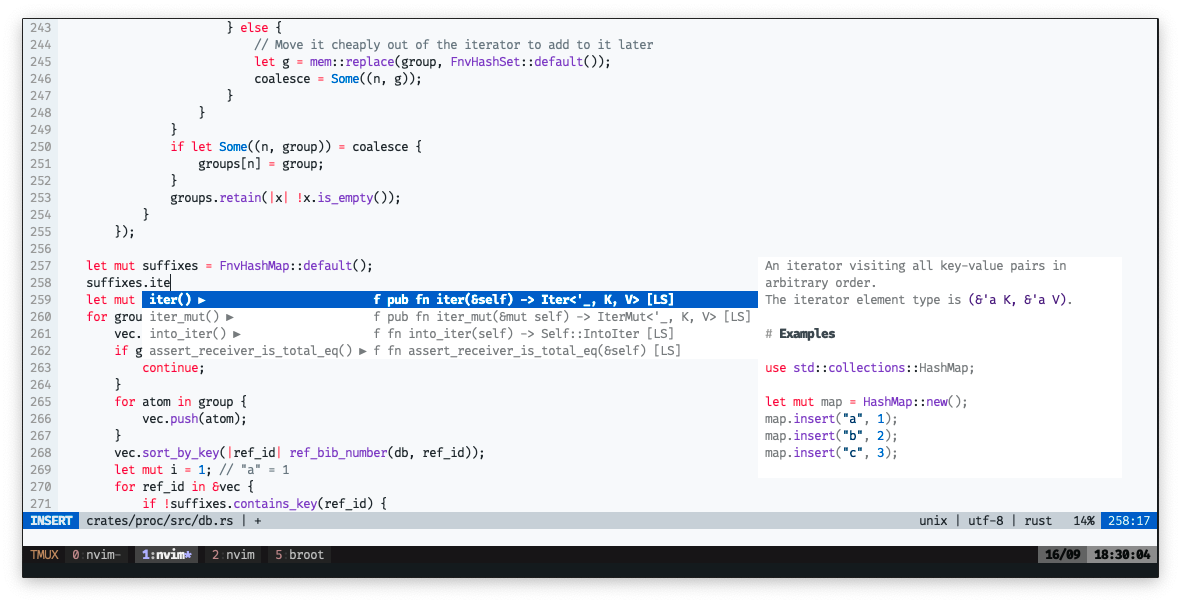 243                         } else {
244                             // Move it cheaply out of the iterator to add to it later
245                             let g = mem::replace(group, FnvHashSet::default());
246                             coalesce = Some((n, g));
247                         }
248                     }
249                 }
250                 if let Some((n, group)) = coalesce {
251                     groups[n] = group;
252                 }
253                 groups.retain(|x| !x.is_empty());
254             }
255         });
256
257     let mut suffixes = FnvHashMap::default();
An iterator visiting all key-value pairs in
258     suffixes.ite
arbitrary order.
259     let mut iter() ▶ f pub fn iter(&self) -> Iter<'_, K, V> [LS]
The iterator element type is (&'a K, &'a V).
260     for grou iter_mut() ▶ f pub fn iter_mut(&mut self) -> IterMut<'_, K, V> [LS]
261         vec. into_iter() ▶ f fn into_iter(self) -> Self::IntoIter [LS]
# Examples
262         if g assert_receiver_is_total_eq() ▶ f fn assert_receiver_is_total_eq(&self) [LS]
263             continue;
use std::collections::HashMap;
264         }
265         for atom in group {
let mut map = HashMap::new();
266             vec.push(atom);
map.insert("a", 1);
267         }
map.insert("b", 2);
268         vec.sort_by_key(|ref_id| ref_bib_number(db, ref_id));
map.insert("c", 3);
269         let mut i = 1; // "a" = 1
270         for ref_id in &vec {
271             if !suffixes.contains_key(ref_id) {
INSERT crates/proc/src/db.rs | + unix | utf-8 | rust 14% 258:17
TMUX 0 nvim- 1:nvim* 2 nvim 5 broot 16/09 18:30:04